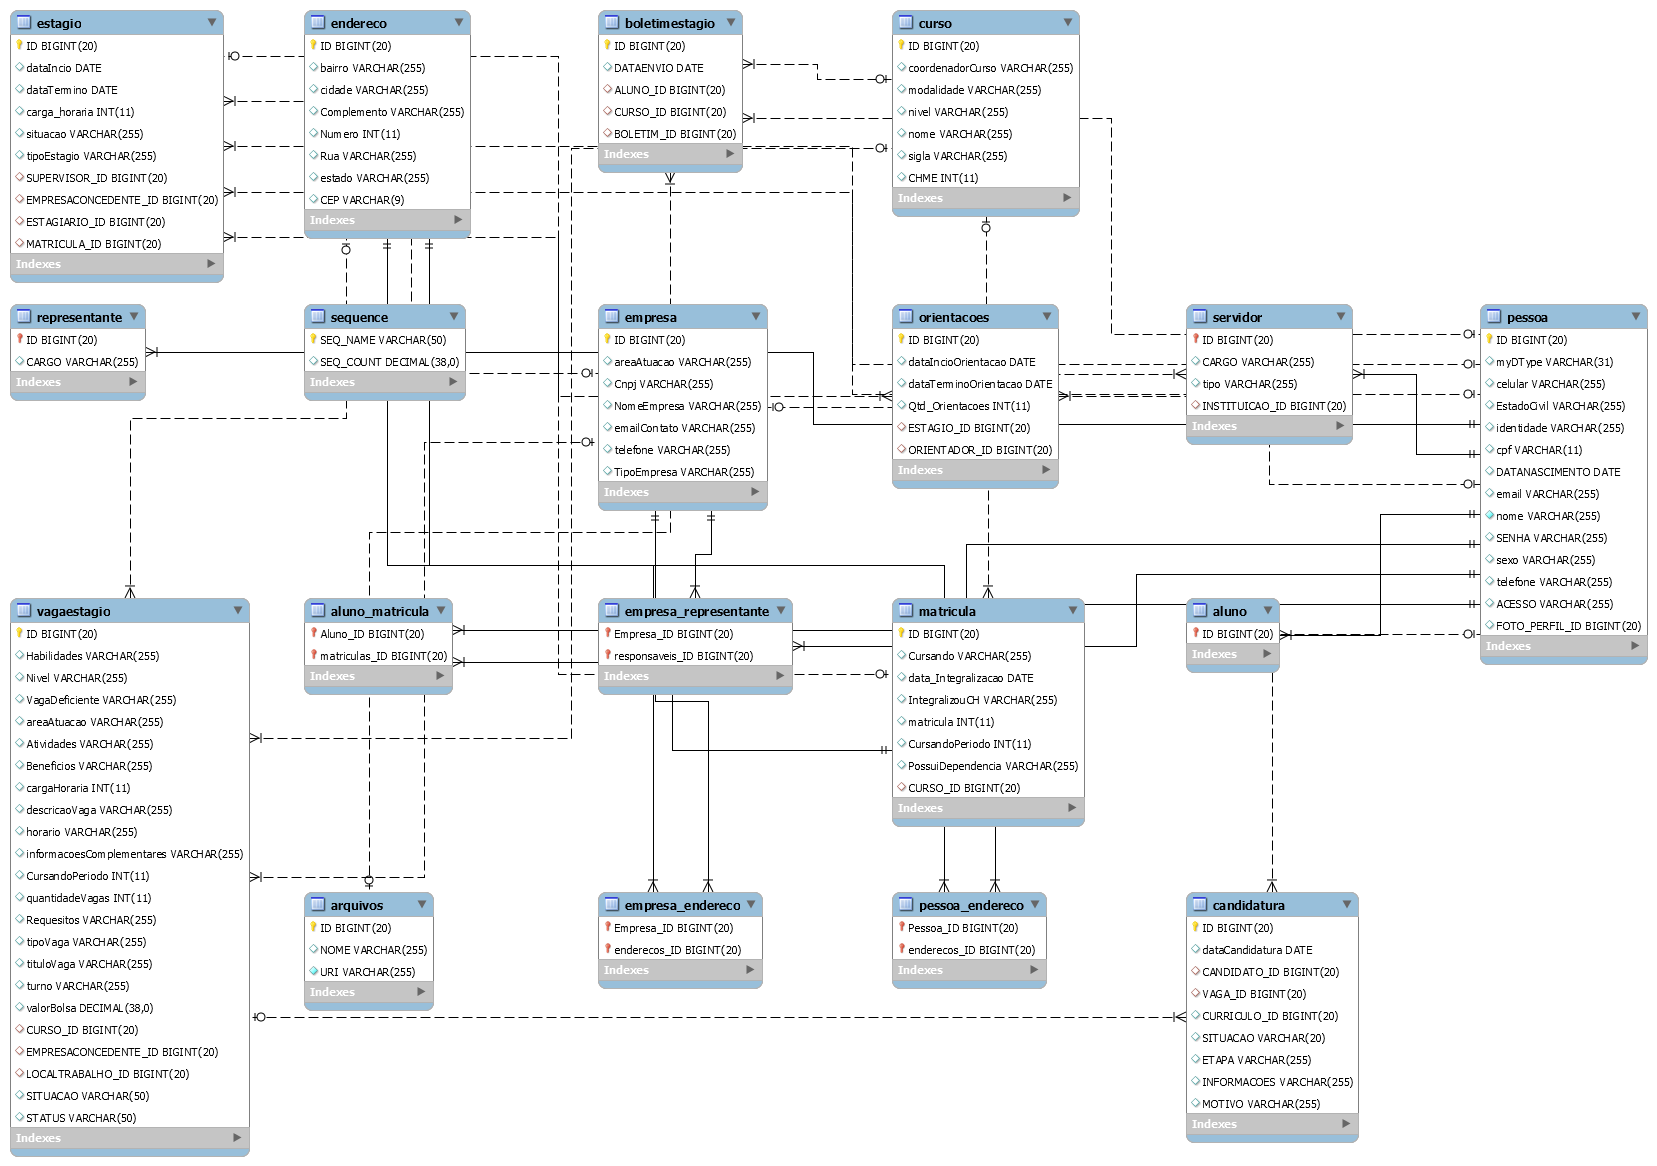 estagio
ID BIGINT(20)
dataIncio DATE
dataTermino DATE
carga_horaria INT(11)
situacao VARCHAR(255)
tipoEstagio VARCHAR(255)
SUPERVISOR_ID BIGINT(20)
EMPRESACONCEDENTE_ID BIGINT(20)
ESTAGIARIO_ID BIGINT(20)
MATRICULA_ID BIGINT(20)
Indexes
endereco
ID BIGINT(20)
bairro VARCHAR(255)
cidade VARCHAR(255)
Complemento VARCHAR(255)
Numero INT(11)
Rua VARCHAR(255)
estado VARCHAR(255)
CEP VARCHAR(9)
Indexes
boletimestagio
ID BIGINT(20)
DATAENVIO DATE
ALUNO_ID BIGINT(20)
CURSO_ID BIGINT(20)
BOLETIM_ID BIGINT(20)
Indexes
curso
ID BIGINT(20)
coordenadorCurso VARCHAR(255)
modalidade VARCHAR(255)
nivel VARCHAR(255)
nome VARCHAR(255)
sigla VARCHAR(255)
CHME INT(11)
Indexes
representante
ID BIGINT(20)
CARGO VARCHAR(255)
Indexes
sequence
SEQ_NAME VARCHAR(50)
SEQ_COUNT DECIMAL(38,0)
Indexes
empresa
ID BIGINT(20)
areaAtuacao VARCHAR(255)
Cnpj VARCHAR(255)
NomeEmpresa VARCHAR(255)
emailContato VARCHAR(255)
telefone VARCHAR(255)
TipoEmpresa VARCHAR(255)
Indexes
orientacoes
ID BIGINT(20)
dataIncioOrientacao DATE
dataTerminoOrientacao DATE
Qtd_Orientacoes INT(11)
ESTAGIO_ID BIGINT(20)
ORIENTADOR_ID BIGINT(20)
Indexes
servidor
ID BIGINT(20)
CARGO VARCHAR(255)
tipo VARCHAR(255)
INSTITUICAO_ID BIGINT(20)
Indexes
pessoa
ID BIGINT(20)
myDType VARCHAR(31)
celular VARCHAR(255)
EstadoCivil VARCHAR(255)
identidade VARCHAR(255)
cpf VARCHAR(11)
DATANASCIMENTO DATE
email VARCHAR(255)
nome VARCHAR(255)
SENHA VARCHAR(255)
sexo VARCHAR(255)
telefone VARCHAR(255)
ACESSO VARCHAR(255)
FOTO_PERFIL_ID BIGINT(20)
Indexes
vagaestagio
ID BIGINT(20)
Habilidades VARCHAR(255)
Nivel VARCHAR(255)
VagaDeficiente VARCHAR(255)
areaAtuacao VARCHAR(255)
Atividades VARCHAR(255)
Beneficios VARCHAR(255)
cargaHoraria INT(11)
descricaoVaga VARCHAR(255)
horario VARCHAR(255)
informacoesComplementares VARCHAR(255)
CursandoPeriodo INT(11)
quantidadeVagas INT(11)
Requesitos VARCHAR(255)
tipoVaga VARCHAR(255)
tituloVaga VARCHAR(255)
turno VARCHAR(255)
valorBolsa DECIMAL(38,0)
CURSO_ID BIGINT(20)
EMPRESACONCEDENTE_ID BIGINT(20)
LOCALTRABALHO_ID BIGINT(20)
SITUACAO VARCHAR(50)
STATUS VARCHAR(50)
Indexes
aluno_matricula
Aluno_ID BIGINT(20)
matriculas_ID BIGINT(20)
Indexes
empresa_representante
Empresa_ID BIGINT(20)
responsaveis_ID BIGINT(20)
Indexes
matricula
ID BIGINT(20)
Cursando VARCHAR(255)
data_Integralizacao DATE
IntegralizouCH VARCHAR(255)
matricula INT(11)
CursandoPeriodo INT(11)
PossuiDependencia VARCHAR(255)
CURSO_ID BIGINT(20)
Indexes
aluno
ID BIGINT(20)
Indexes
arquivos
ID BIGINT(20)
NOME VARCHAR(255)
URI VARCHAR(255)
Indexes
empresa_endereco
Empresa_ID BIGINT(20)
enderecos_ID BIGINT(20)
Indexes
pessoa_endereco
Pessoa_ID BIGINT(20)
enderecos_ID BIGINT(20)
Indexes
candidatura
ID BIGINT(20)
dataCandidatura DATE
CANDIDATO_ID BIGINT(20)
VAGA_ID BIGINT(20)
CURRICULO_ID BIGINT(20)
SITUACAO VARCHAR(20)
ETAPA VARCHAR(255)
INFORMACOES VARCHAR(255)
MOTIVO VARCHAR(255)
Indexes